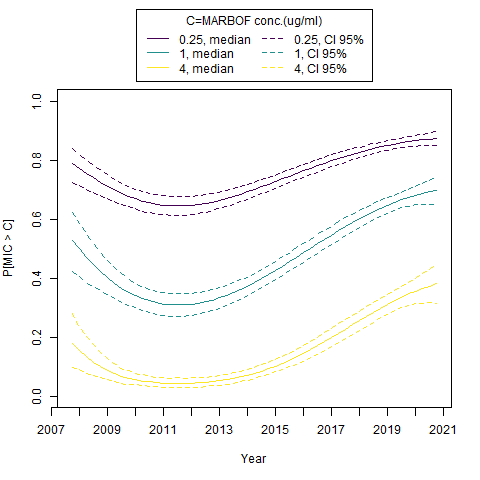 C=MARBOF conc.(ug/ml)
0.25, median 0.25, CI 95%
1, median 1, CI 95%
4, median 4, CI 95%
1.0
0.8
0.6
0.4
0.2
0.0
P[MIC > C]
2007 2009 2011 2013 2015 2017 2019 2021
Year